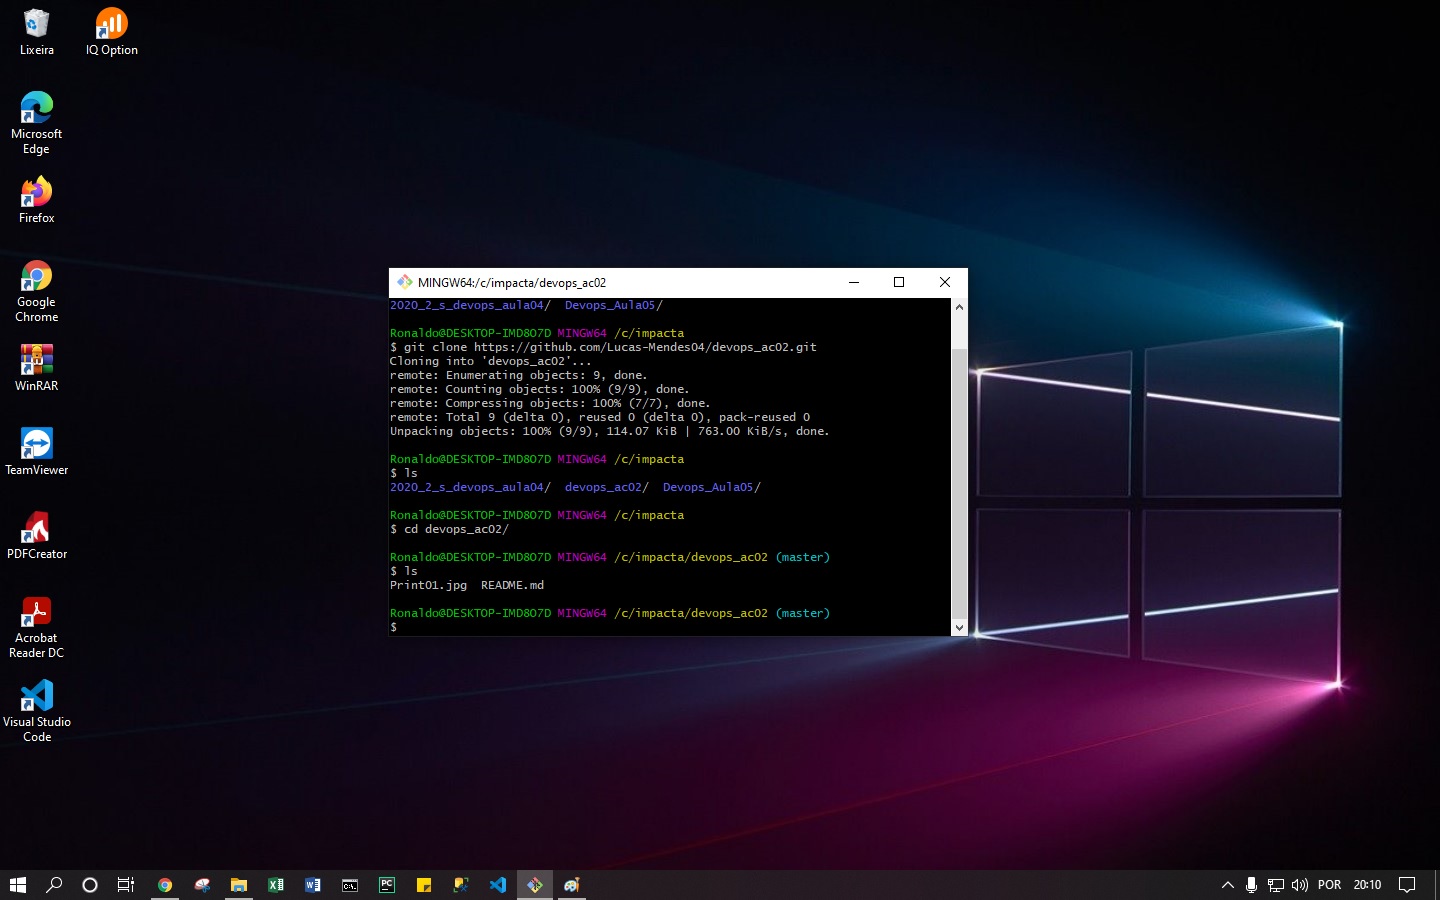 Lixeira
IQ Option
Microsoft
Edge
Firefox
Google
Chrome
WinRAR
TeamViewer
PDFCreator
Acrobat
Reader DC
Visual Studio
Code
MINGW64:/c/impacta/devops_ac02
2020_2_s_devops_aula04/  Devops_Aula05/
Ronaldo@DESKTOP-IMD8O7D MINGW64 /c/impacta
$ git clone https://github.com/Lucas-Mendes04/devops_ac02.git
Cloning into 'devops_ac02'...
remote: Enumerating objects: 9, done.
remote: Counting objects: 100% (9/9), done.
remote: Compressing objects: 100% (7/7), done.
remote: Total 9 (delta 0), reused 0 (delta 0), pack-reused 0
Unpacking objects: 100% (9/9), 114.07 KiB | 763.00 KiB/s, done.
Ronaldo@DESKTOP-IMD8O7D MINGW64 /c/impacta
$ ls
2020_2_s_devops_aula04/  devops_ac02/  Devops_Aula05/
Ronaldo@DESKTOP-IMD8O7D MINGW64 /c/impacta
$ cd devops_ac02/
Ronaldo@DESKTOP-IMD8O7D MINGW64 /c/impacta/devops_ac02 (master)
$ ls
Print01.jpg  README.md
Ronaldo@DESKTOP-IMD8O7D MINGW64 /c/impacta/devops_ac02 (master)
$
POR 20:10